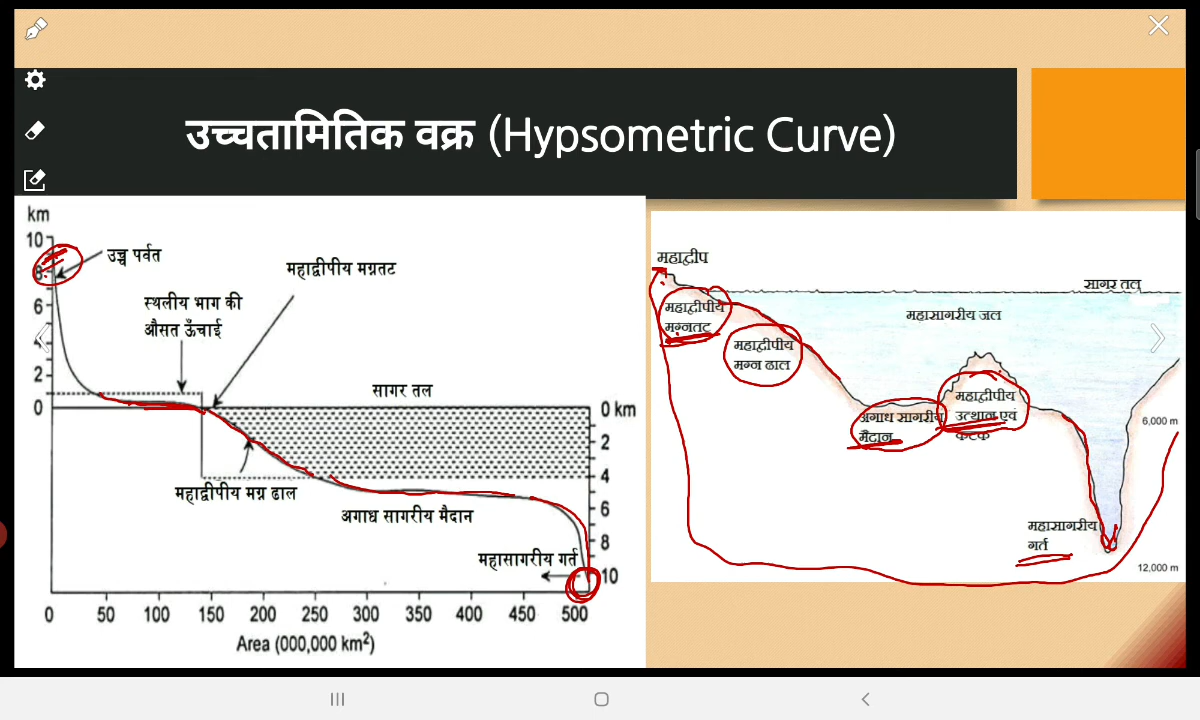 उच्चतामितिक वक्र (Hypsometric Curve)
km
10
8
6
4
2
0
उच्च पर्वत
स्थलीय भाग की
औसत ऊँचाई
महाद्वीपीय मग्नतट
सागर तल
0 km
2
4
6
8
10
महाद्वीपीय मग्न ढाल
अगाध सागरीय मैदान
महासागरीय गर्त
0 50 100 150 200 250 300 350 400 450 500
Area (000,000 km²)
महाद्वीप
सागर तल
महाद्वीपीय
मग्नतट
महासागरीय जल
महाद्वीपीय
मग्न ढाल
महाद्वीपीय
उत्थान एवं
कटक
अगाध सागरीय
मैदान
6,000 m
महासागरीय
गर्त
12,000 m